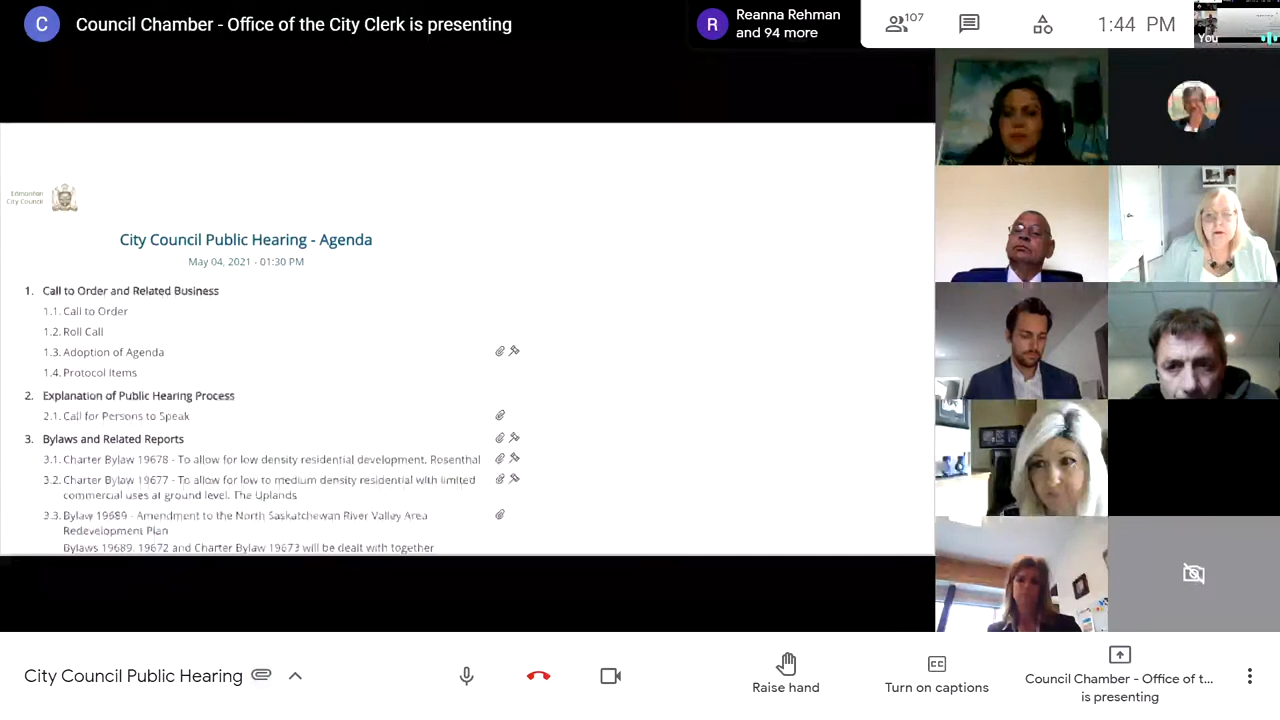 C
Council Chamber - Office of the City Clerk is presenting
R
Reanna Rehman
and 94 more
107
1:44 PM
You
Edmonton
City Council
City Council Public Hearing - Agenda
May 04, 2021 - 01:30 PM
1. Call to Order and Related Business
1.1. Call to Order
1.2. Roll Call
1.3. Adoption of Agenda
1.4. Protocol Items
2. Explanation of Public Hearing Process
2.1. Call for Persons to Speak
3. Bylaws and Related Reports
3.1. Charter Bylaw 19678 - To allow for low density residential development, Rosenthal
3.2. Charter Bylaw 19677 - To allow for low to medium density residential with limited
commercial uses at ground level, The Uplands
3.3. Bylaw 19689 - Amendment to the North Saskatchewan River Valley Area
Redevelopment Plan
Bylaws 19689, 19672 and Charter Bylaw 19673 will be dealt with together
City Council Public Hearing
Raise hand
CC
Turn on captions
Council Chamber - Office of t...
is presenting